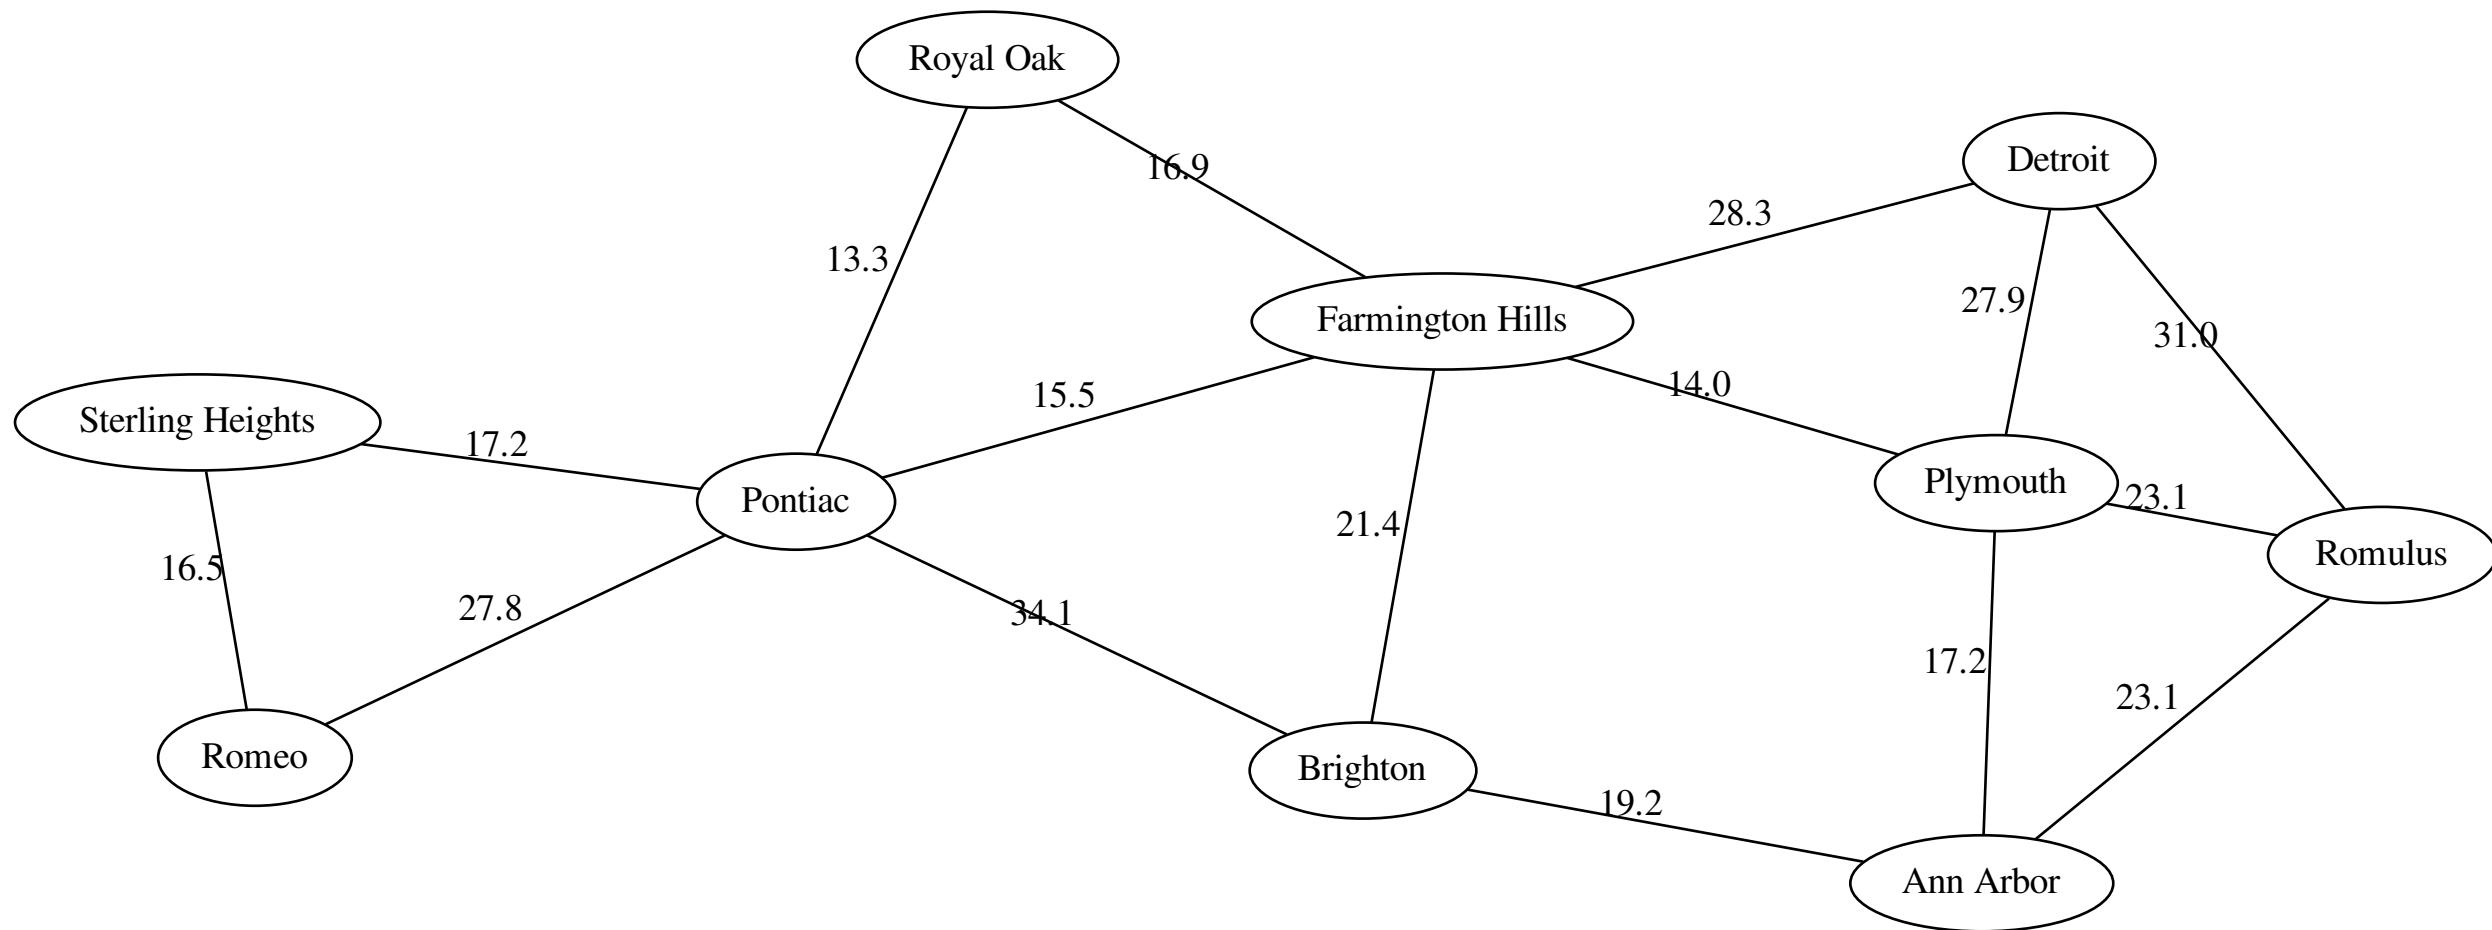 Royal Oak
Detroit
16.9
28.3
13.3
27.9
Farmington Hills
31.0
14.0
15.5
Sterling Heights
17.2
Plymouth
23.1
Pontiac
21.4
Romulus
16.5
27.8
34.1
17.2
23.1
Romeo
Brighton
19.2
Ann Arbor